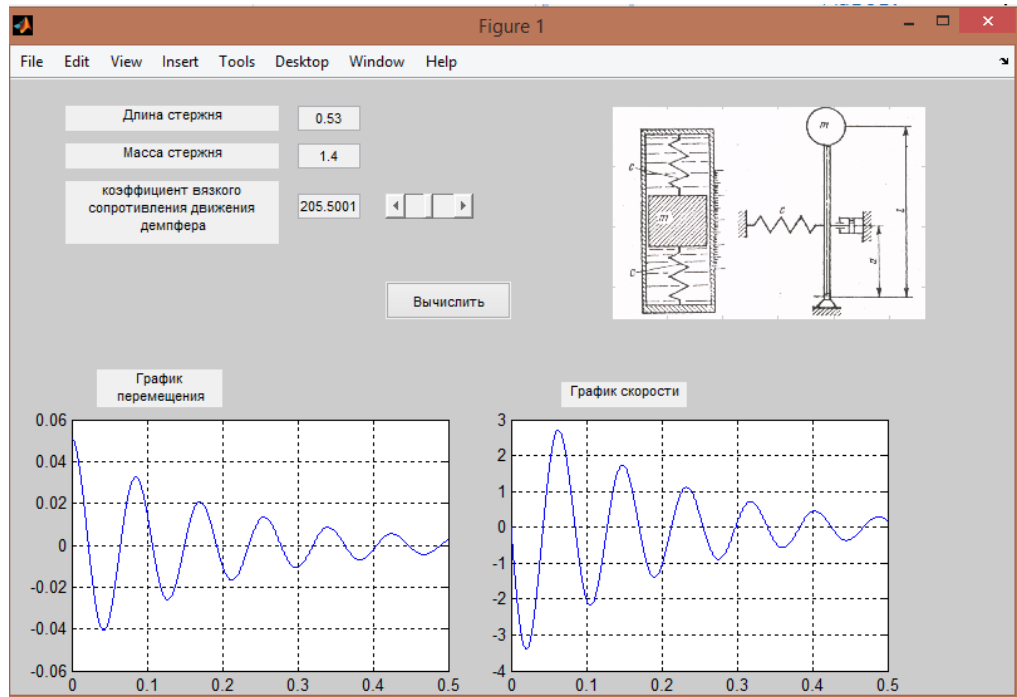 Figure 1
File Edit View Insert Tools Desktop Window Help
Длина стержня 0.53
Масса стержня 1.4
коэффициент вязкого
сопротивления движения
демпфера
205.5001
Вычислить
c
m
c
c
m
l
a
График
перемещения
0.06
0.04
0.02
0
-0.02
-0.04
-0.06
0 0.1 0.2 0.3 0.4 0.5
График скорости
3
2
1
0
-1
-2
-3
-4
0 0.1 0.2 0.3 0.4 0.5